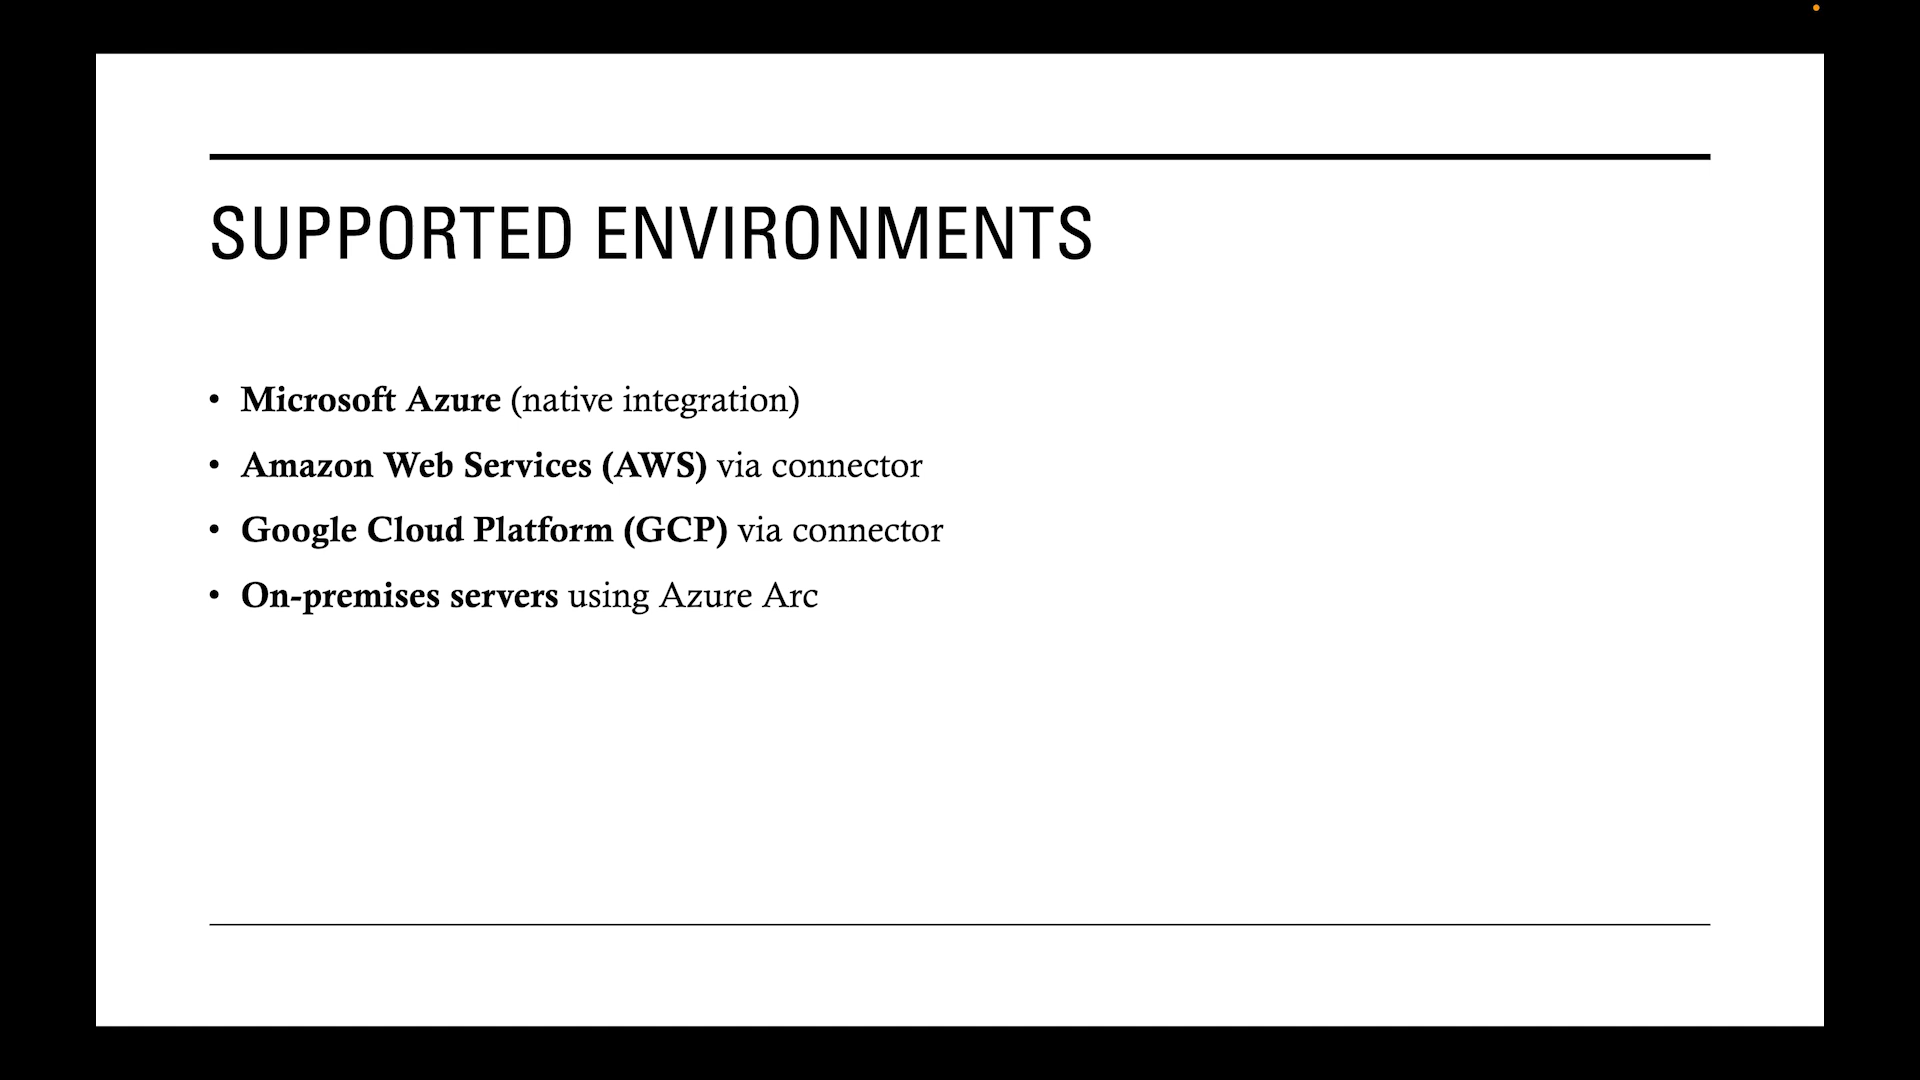 SUPPORTED ENVIRONMENTS
• Microsoft Azure (native integration)
• Amazon Web Services (AWS) via connector
• Google Cloud Platform (GCP) via connector
• On-premises servers using Azure Arc